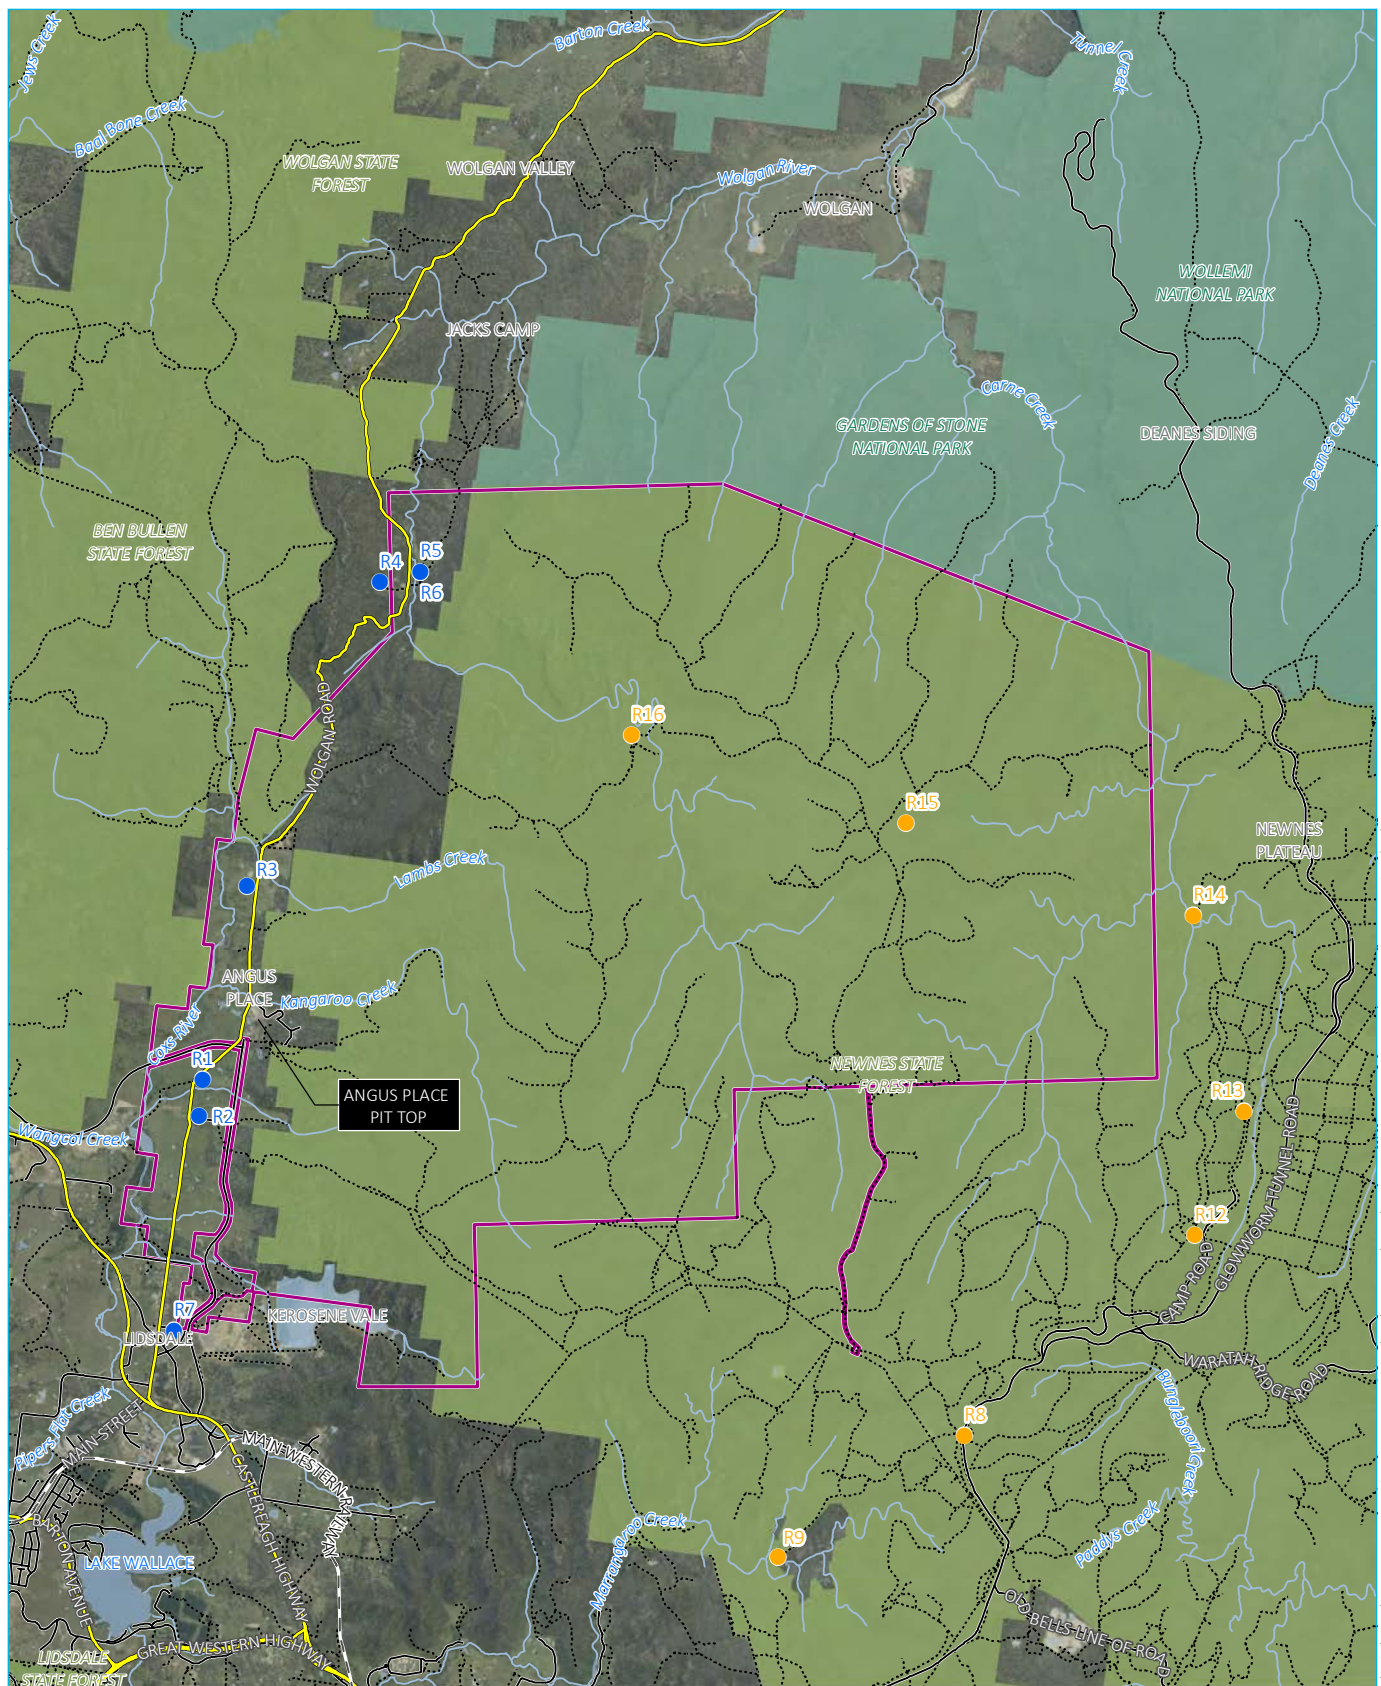 Jews Creek
Barton Creek
Tunnel Creek
Baal Bone Creek
WOLGAN STATE
FOREST
WOLGAN VALLEY
Wolgan River
WOLGAN
WOLLEMI
NATIONAL PARK
JACKS CAMP
Carne Creek
GARDENS OF STONE
NATIONAL PARK
DEANES SIDING
Deanes Creek
BEN BULLEN
STATE FOREST
R5
R4
R6
R16
WOLGAN ROAD
R15
NEWNES
PLATEAU
R3
Lambs Creek
R14
ANGUS
PLACE
Kangaroo Creek
Coxs River
R1
NEWNES STATE
FOREST
ANGUS PLACE
PIT TOP
R2
R13
Wangcol Creek
R12
CAMP ROAD
GLOWWORM TUNNEL ROAD
R7
KEROSENE VALE
LIDSDALE
WARATAH RIDGE ROAD
Bungleboori Creek
Pipers Flat Creek
MAIN STREET
R8
MAIN WESTERN RAILWAY
CASTLEREAGH HIGHWAY
Marrangaroo Creek
R9
Paddys Creek
BARTON AVENUE
LAKE WALLACE
OLD BELLS LINE OF ROAD
GREAT WESTERN HIGHWAY
LIDSDALE
STATE FOREST